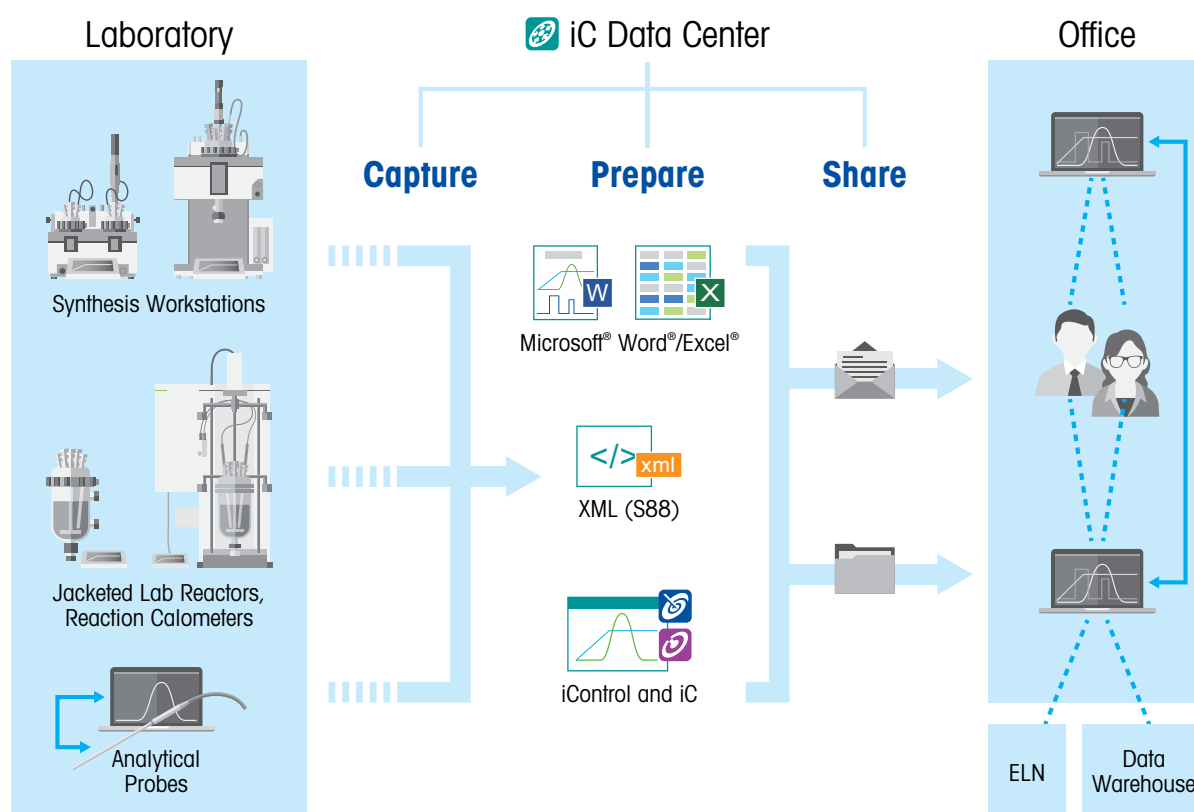 Laboratory
iC Data Center
Office
Capture
Prepare
Share
Synthesis Workstations
W
X
Microsoft® Word®/Excel®
Jacketed Lab Reactors,
Reaction Calometers
</>
xml
XML (S88)
iControl and iC
Analytical
Probes
ELN
Data
Warehouse